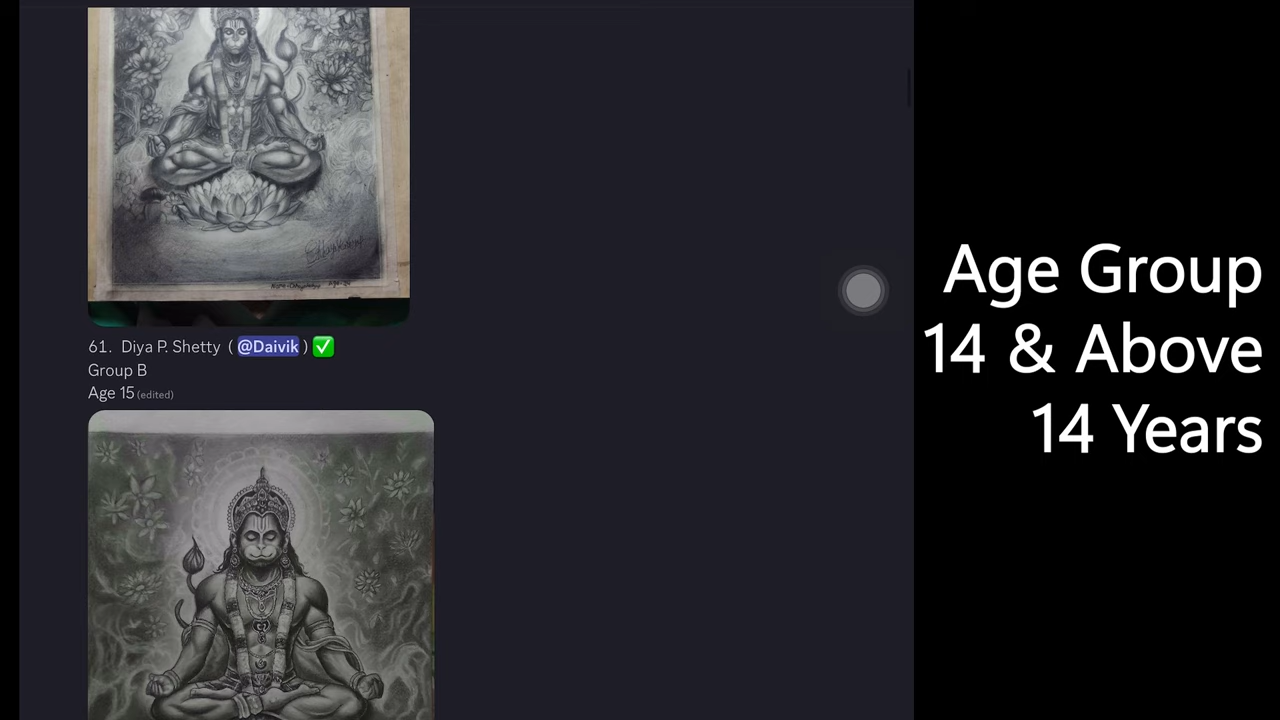 61. Diya P. Shetty ( @Daivik ) ✅
Group B
Age 15 (edited)
Age Group
14 & Above
14 Years